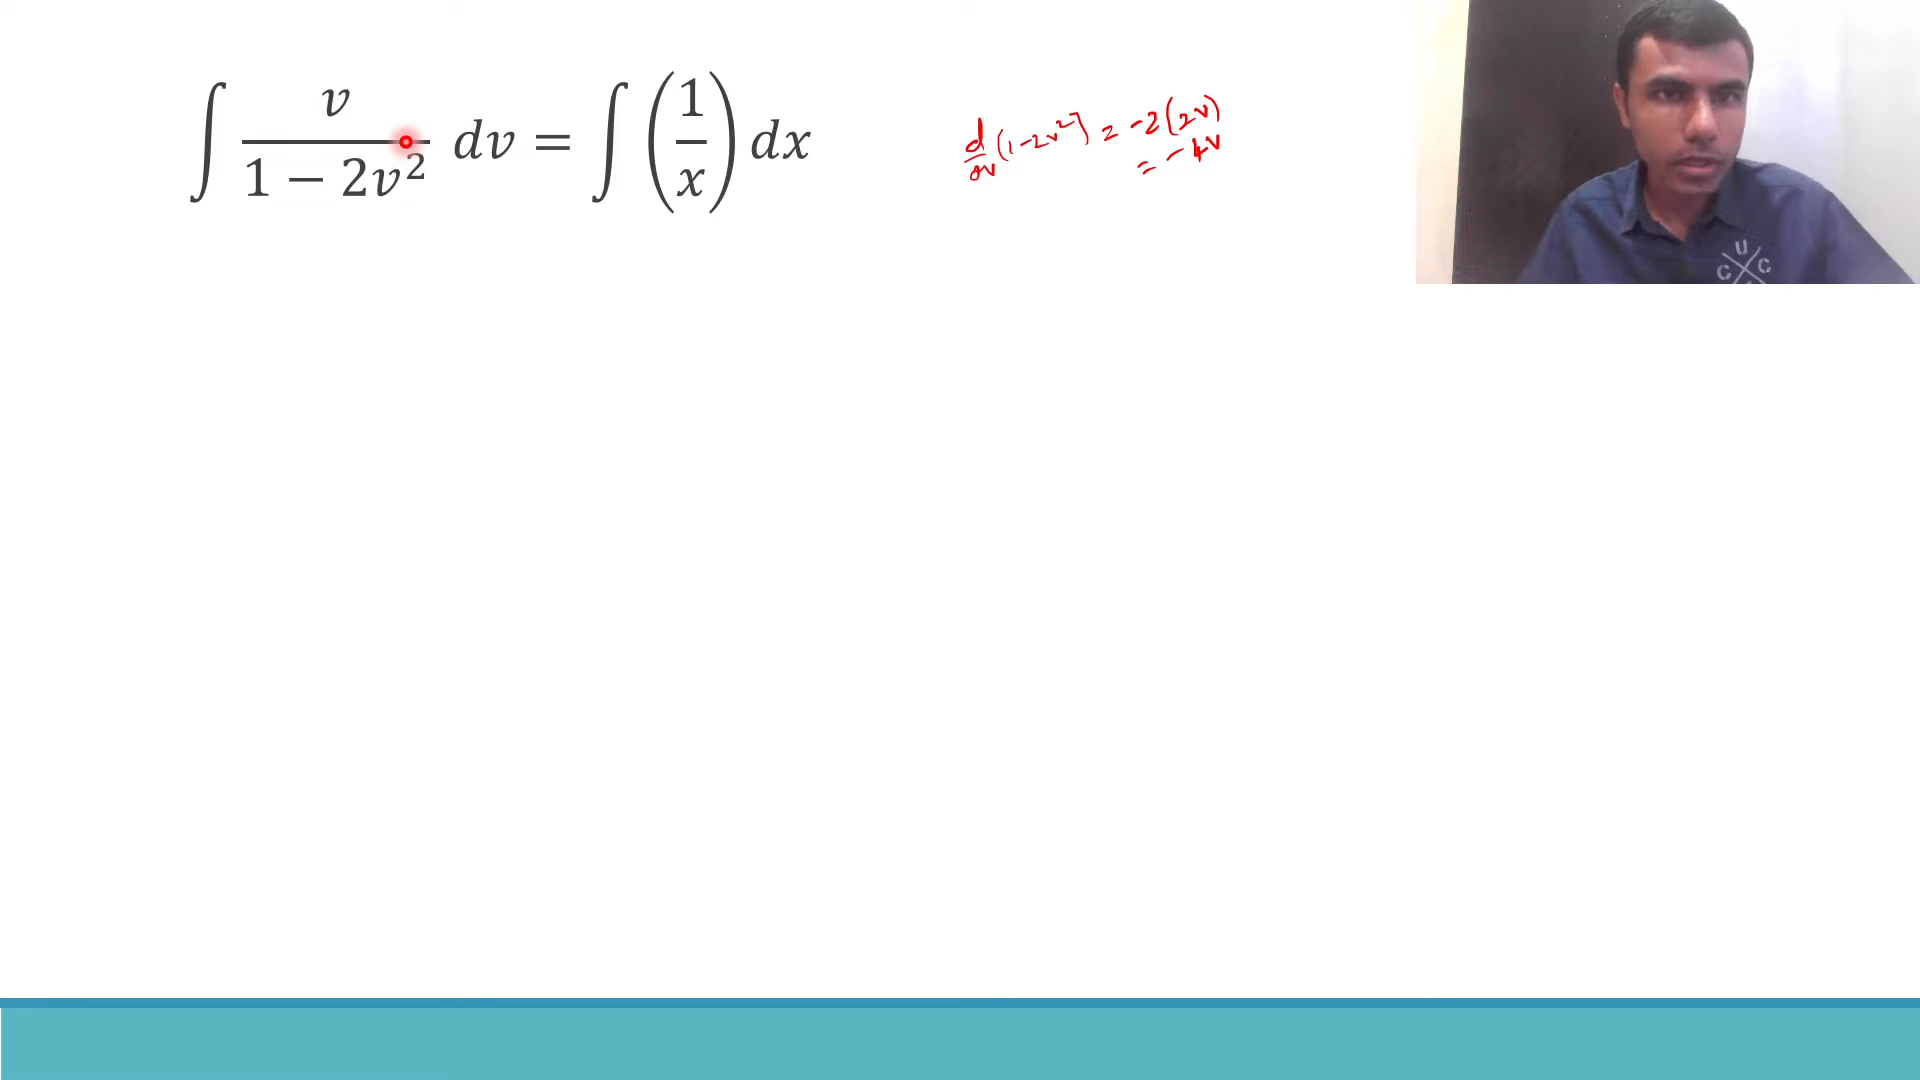 ∫ v/(1 − 2v²) dv = ∫ (1/x) dx
d/dv (1-2v²) = -2(2v)
= -4v
U
C C